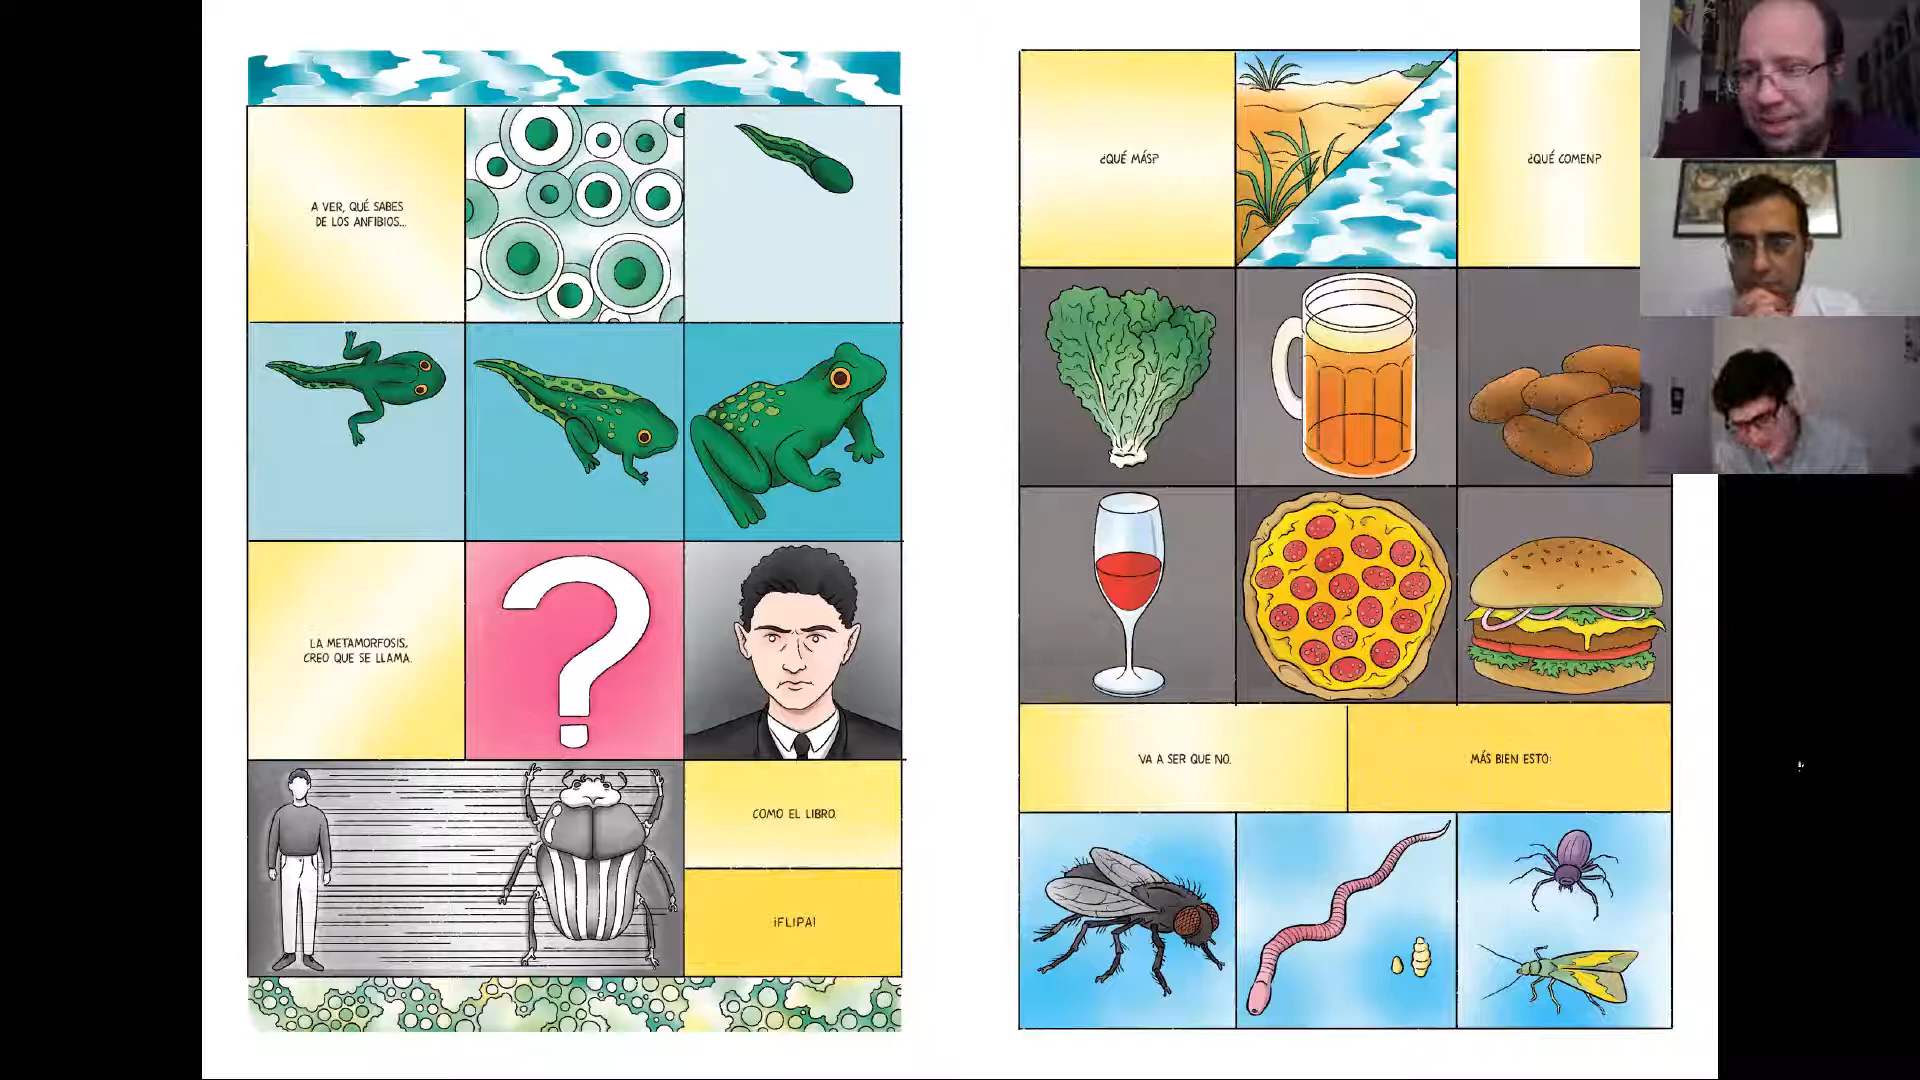 A VER, QUÉ SABES
DE LOS ANFIBIOS...
LA METAMORFOSIS,
CREO QUE SE LLAMA.
COMO EL LIBRO.
¡FLIPA!
¿QUÉ MÁS?
¿QUÉ COMEN?
VA A SER QUE NO.
MÁS BIEN ESTO: